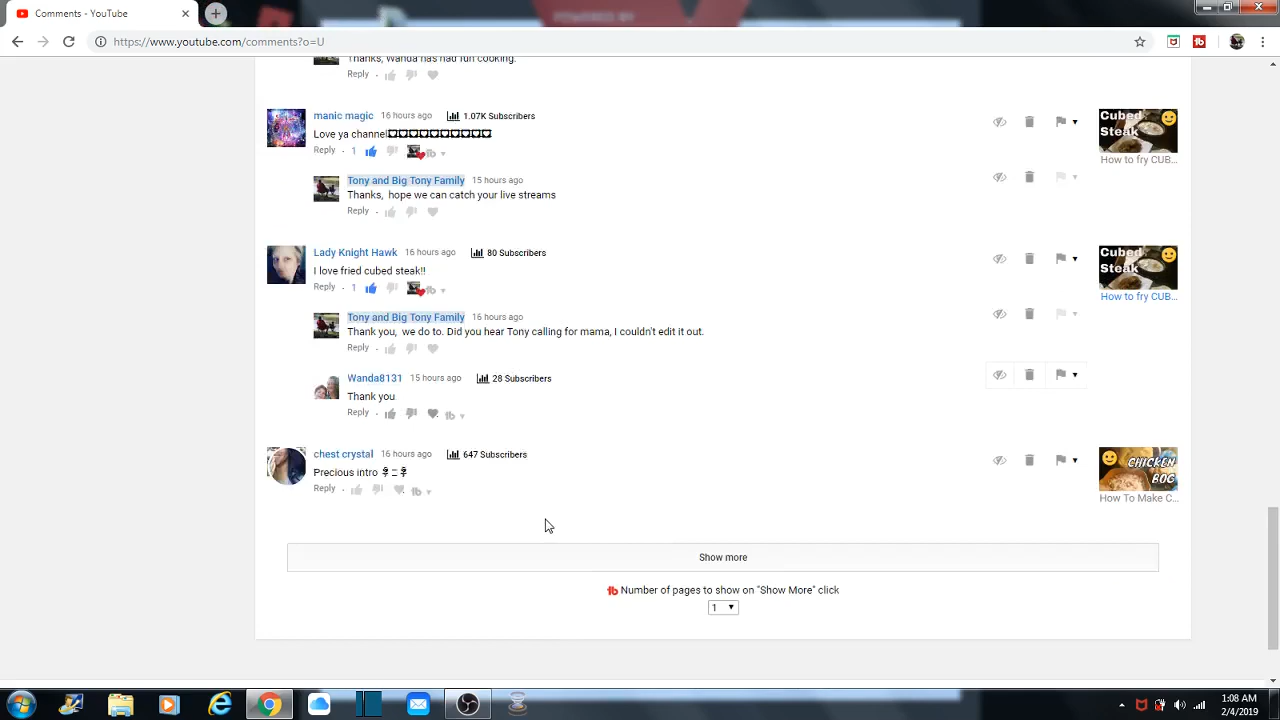 Comments - YouTube
https://www.youtube.com/comments?o=U
Thanks, Wanda has had fun cooking.
Reply
manic magic 16 hours ago 1.07K Subscribers
Love ya channel
Reply 1
Cubed
Steak
How to fry CUB...
Tony and Big Tony Family 15 hours ago
Thanks, hope we can catch your live streams
Reply
Lady Knight Hawk 16 hours ago 80 Subscribers
I love fried cubed steak!!
Reply 1
Cubed
Steak
How to fry CUB...
Tony and Big Tony Family 16 hours ago
Thank you, we do to. Did you hear Tony calling for mama, I couldn't edit it out.
Reply
Wanda8131 15 hours ago 28 Subscribers
Thank you
Reply
chest crystal 16 hours ago 647 Subscribers
Precious intro
Reply
CHICKEN
BOG
How To Make C...
Show more
Number of pages to show on "Show More" click
1
1:08 AM
2/4/2019